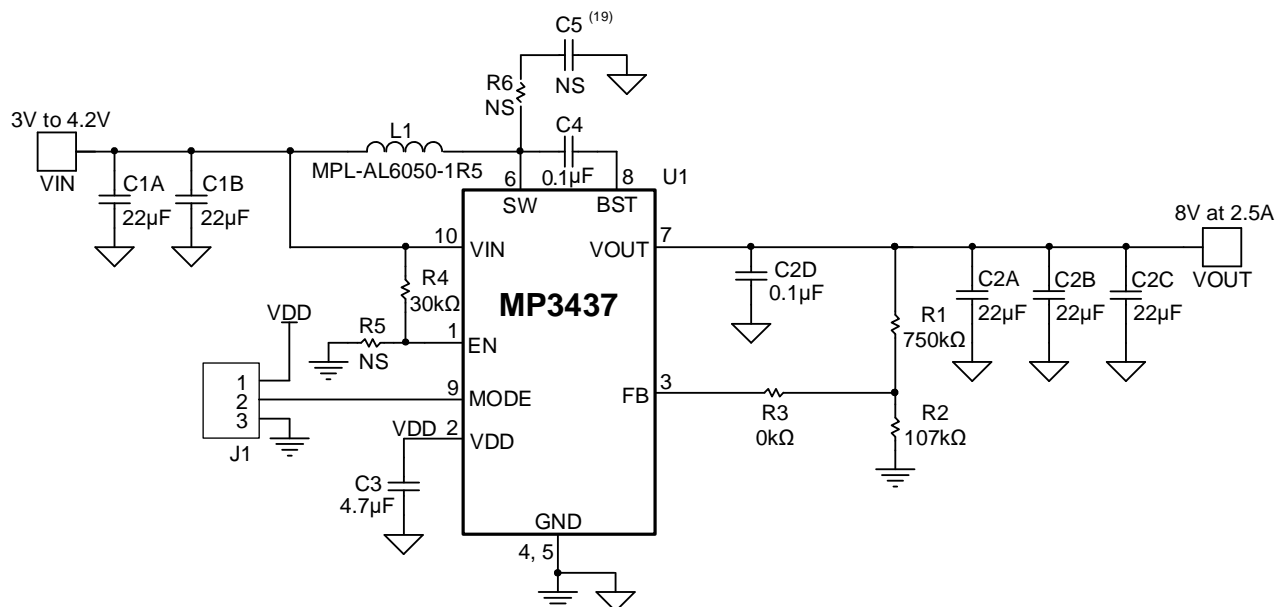 C5 (19)
NS
R6
NS
3V to 4.2V
VIN
C1A
22µF
C1B
22µF
L1
MPL-AL6050-1R5
C4
0.1µF
6
8
U1
SW
BST
10
VIN
VOUT
7
8V at 2.5A
VOUT
R4
30kΩ
MP3437
C2D
0.1µF
R1
750kΩ
C2A
22µF
C2B
22µF
C2C
22µF
VDD
R5
NS
1
EN
1
2
3
J1
9
MODE
FB
3
R3
0kΩ
R2
107kΩ
VDD
2
VDD
C3
4.7µF
GND
4, 5